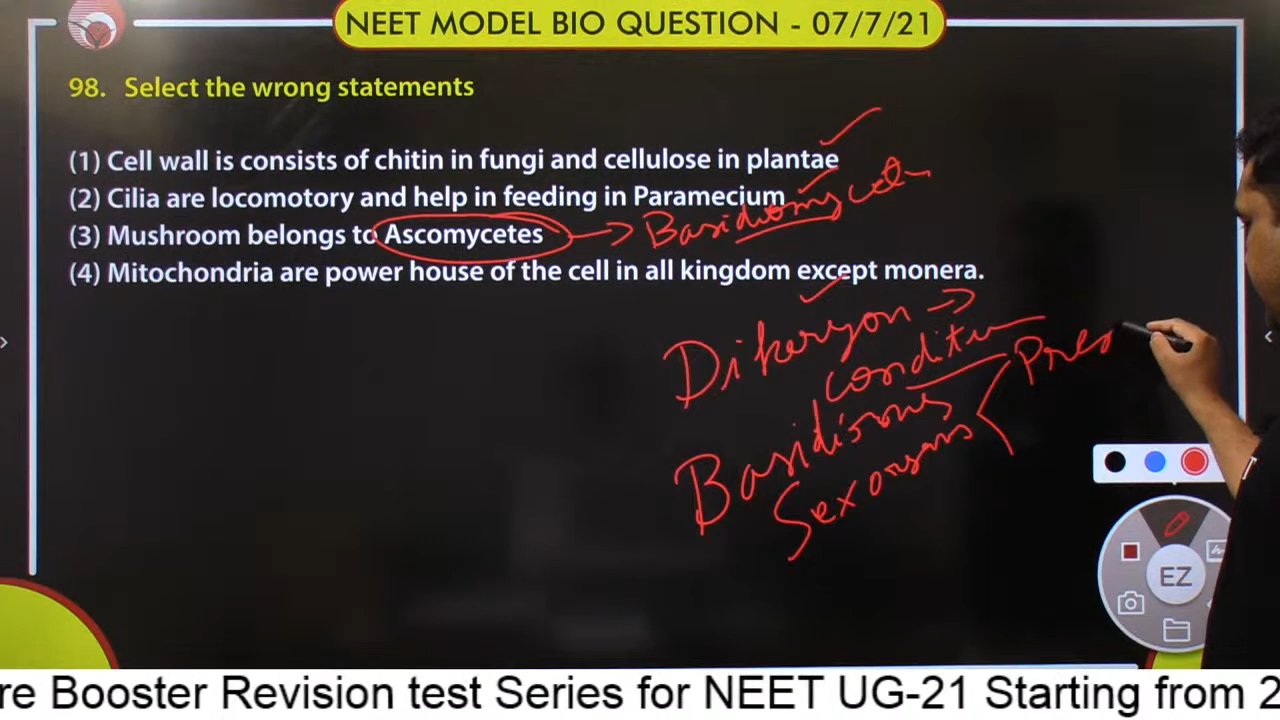 NEET MODEL BIO QUESTION - 07/7/21
98. Select the wrong statements
(1) Cell wall is consists of chitin in fungi and cellulose in plantae
(2) Cilia are locomotory and help in feeding in Paramecium
(3) Mushroom belongs to Ascomycetes → Basidiomycetes
(4) Mitochondria are power house of the cell in all kingdom except monera.
Dikaryon →
condition
Sex organs
EZ
re Booster Revision test Series for NEET UG-21 Starting from 2